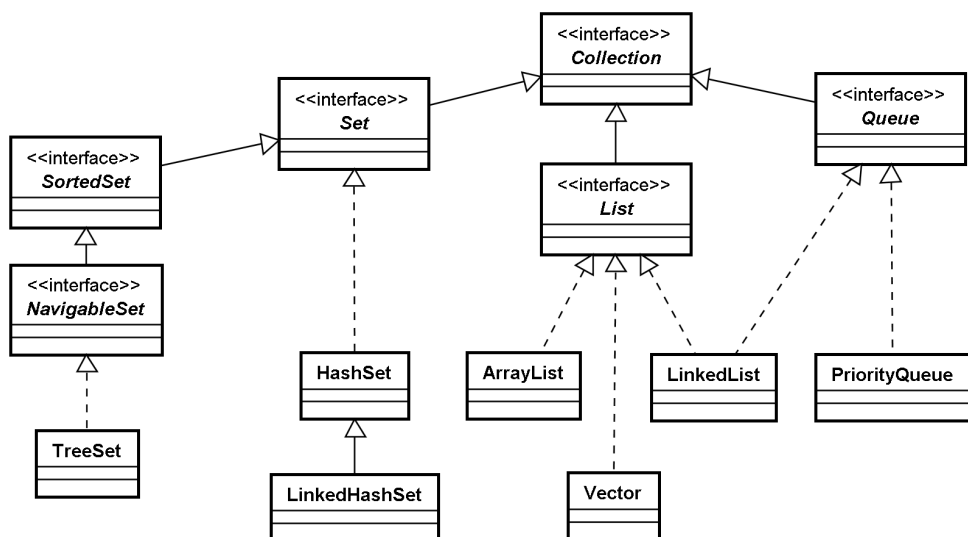 <<interface>>
Collection
<<interface>>
Set
<<interface>>
Queue
<<interface>>
SortedSet
<<interface>>
List
<<interface>>
NavigableSet
HashSet
ArrayList
LinkedList
PriorityQueue
TreeSet
LinkedHashSet
Vector